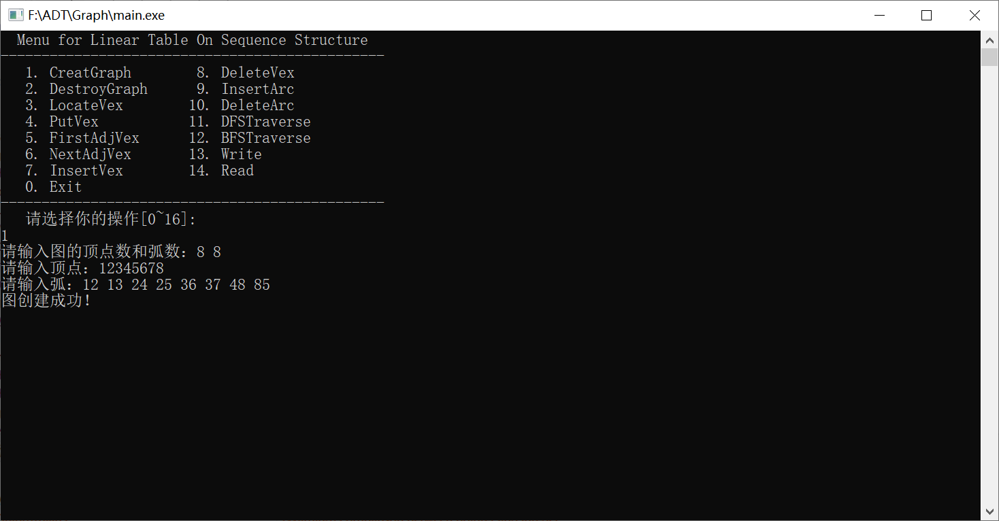 F:\ADT\Graph\main.exe
Menu for Linear Table On Sequence Structure
-----------------------------------------------
1. CreatGraph 8. DeleteVex
2. DestroyGraph 9. InsertArc
3. LocateVex 10. DeleteArc
4. PutVex 11. DFSTraverse
5. FirstAdjVex 12. BFSTraverse
6. NextAdjVex 13. Write
7. InsertVex 14. Read
0. Exit
-----------------------------------------------
请选择你的操作[0~16]:
1
请输入图的顶点数和弧数：8 8
请输入顶点：12345678
请输入弧：12 13 24 25 36 37 48 85
图创建成功！